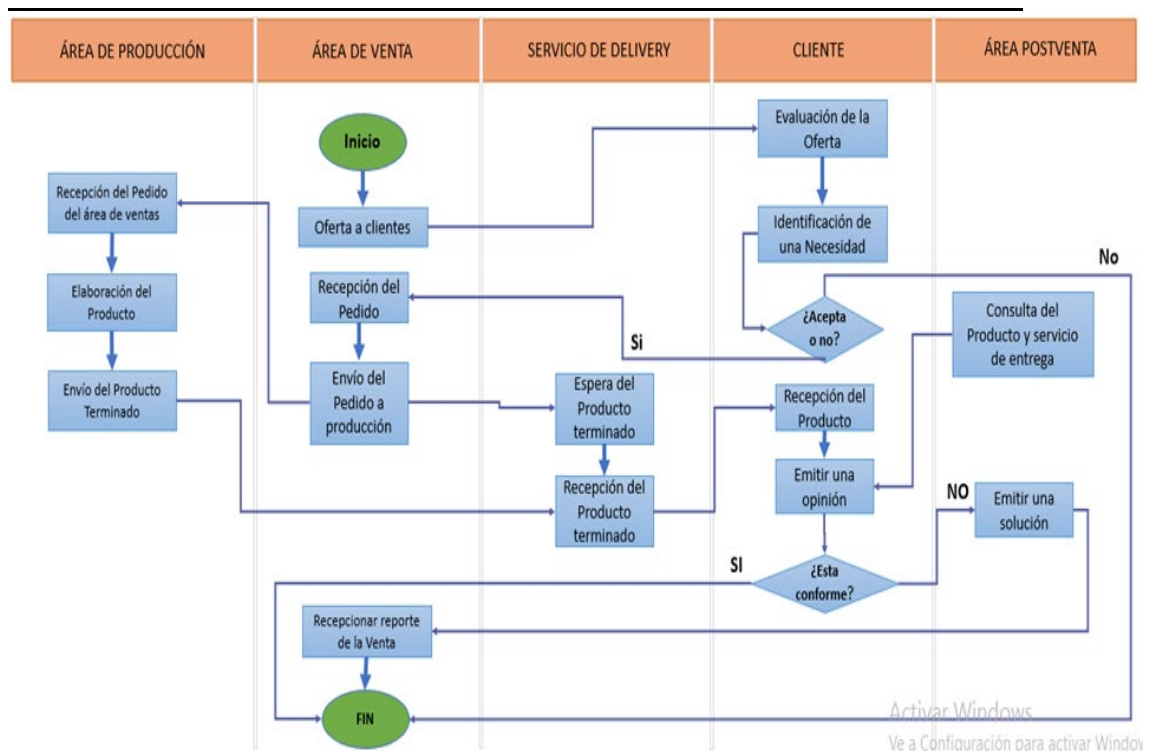 ÁREA DE PRODUCCIÓN
ÁREA DE VENTA
SERVICIO DE DELIVERY
CLIENTE
ÁREA POSTVENTA
Inicio
Evaluación de la
Oferta
Recepción del Pedido
del área de ventas
Oferta a clientes
Identificación de
una Necesidad
No
Elaboración del
Producto
Recepción del
Pedido
Si
¿Acepta
o no?
Consulta del
Producto y servicio
de entrega
Envío del Producto
Terminado
Envío del
Pedido a
producción
Espera del
Producto
terminado
Recepción del
Producto
Recepción del
Producto
terminado
Emitir una
opinión
NO
Emitir una
solución
SI
¿Esta
conforme?
Recepcionar reporte
de la Venta
FIN
Activar Windows
Ve a Configuración para activar Window